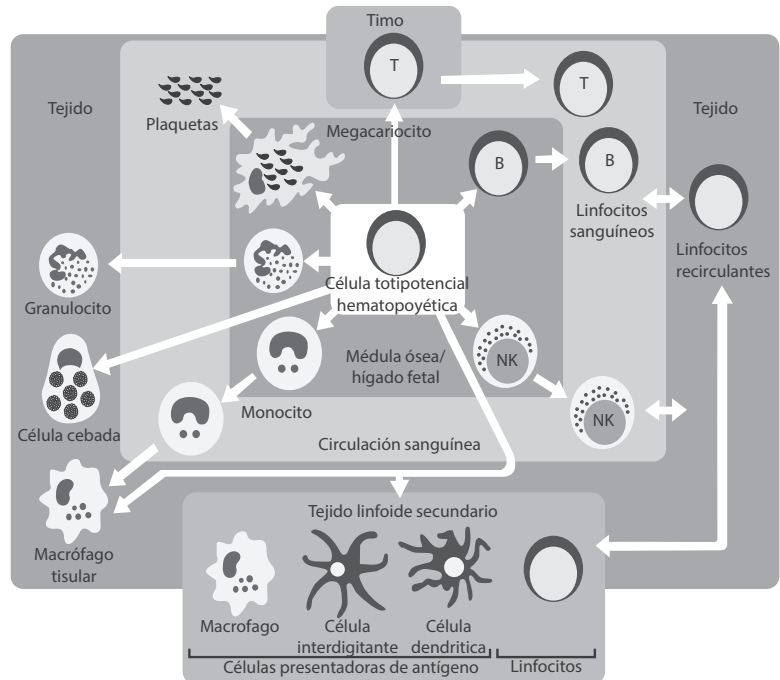 Timo
T
T
Tejido
Tejido
Plaquetas
Megacariocito
B
B
Linfocitos
sanguíneos
Linfocitos
recirculantes
Célula totipotencial
hematopoyética
Granulocito
Médula ósea/
hígado fetal
NK
NK
Monocito
Célula cebada
Circulación sanguínea
Macrófago
tisular
Tejido linfoide secundario
Macrofago
Célula
interdigitante
Célula
dendritica
Células presentadoras de antígeno
Linfocitos